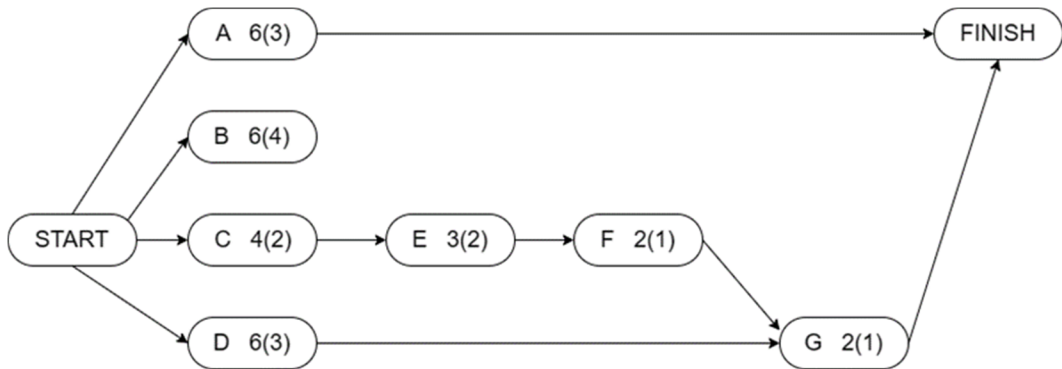 A 6(3)
FINISH
B 6(4)
START
C 4(2)
E 3(2)
F 2(1)
D 6(3)
G 2(1)